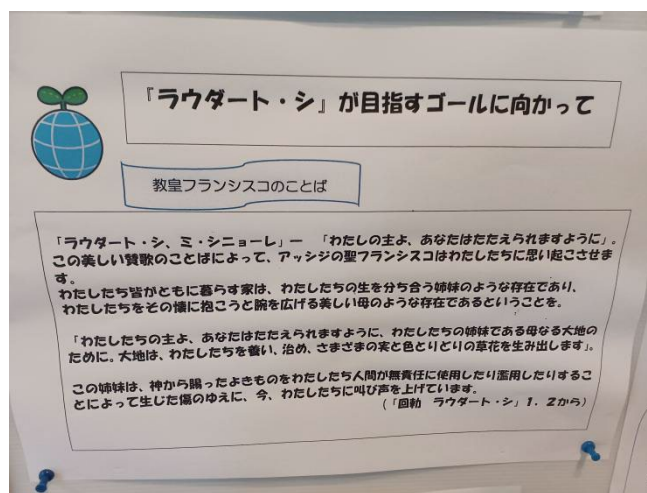 『ラウダート・シ』が目指すゴールに向かって
教皇フランシスコのことば
「ラウダート・シ、ミ・シニョーレ」ー 「わたしの主よ、あなたはたたえられますように」。
この美しい賛歌のことばによって、アッシジの聖フランシスコはわたしたちに思い起こさせま
す。
わたしたち皆がともに暮らす家は、わたしたちの生を分ち合う姉妹のような存在であり、
わたしたちをその懐に抱こうと腕を広げる美しい母のような存在であるということを。
「わたしたちの主よ、あなたはたたえられますように、わたしたちの姉妹である母なる大地の
ために。大地は、わたしたちを養い、治め、さまざまの実と色とりどりの草花を生み出します」。
この姉妹は、神から賜ったよきものをわたしたち人間が無責任に使用したり濫用したりするこ
とによって生じた傷のゆえに、今、わたしたちに叫び声を上げています。
(「回勅 ラウダート・シ」1．2から)